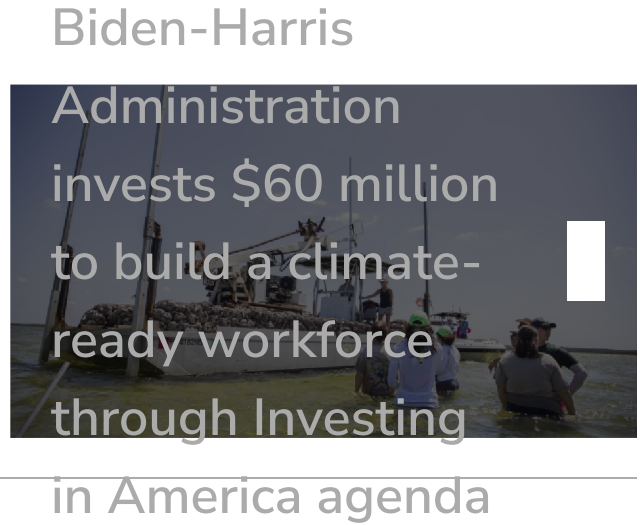 Biden-Harris
Administration
invests $60 million
to build a climate-
ready workforce
through Investing
in America agenda